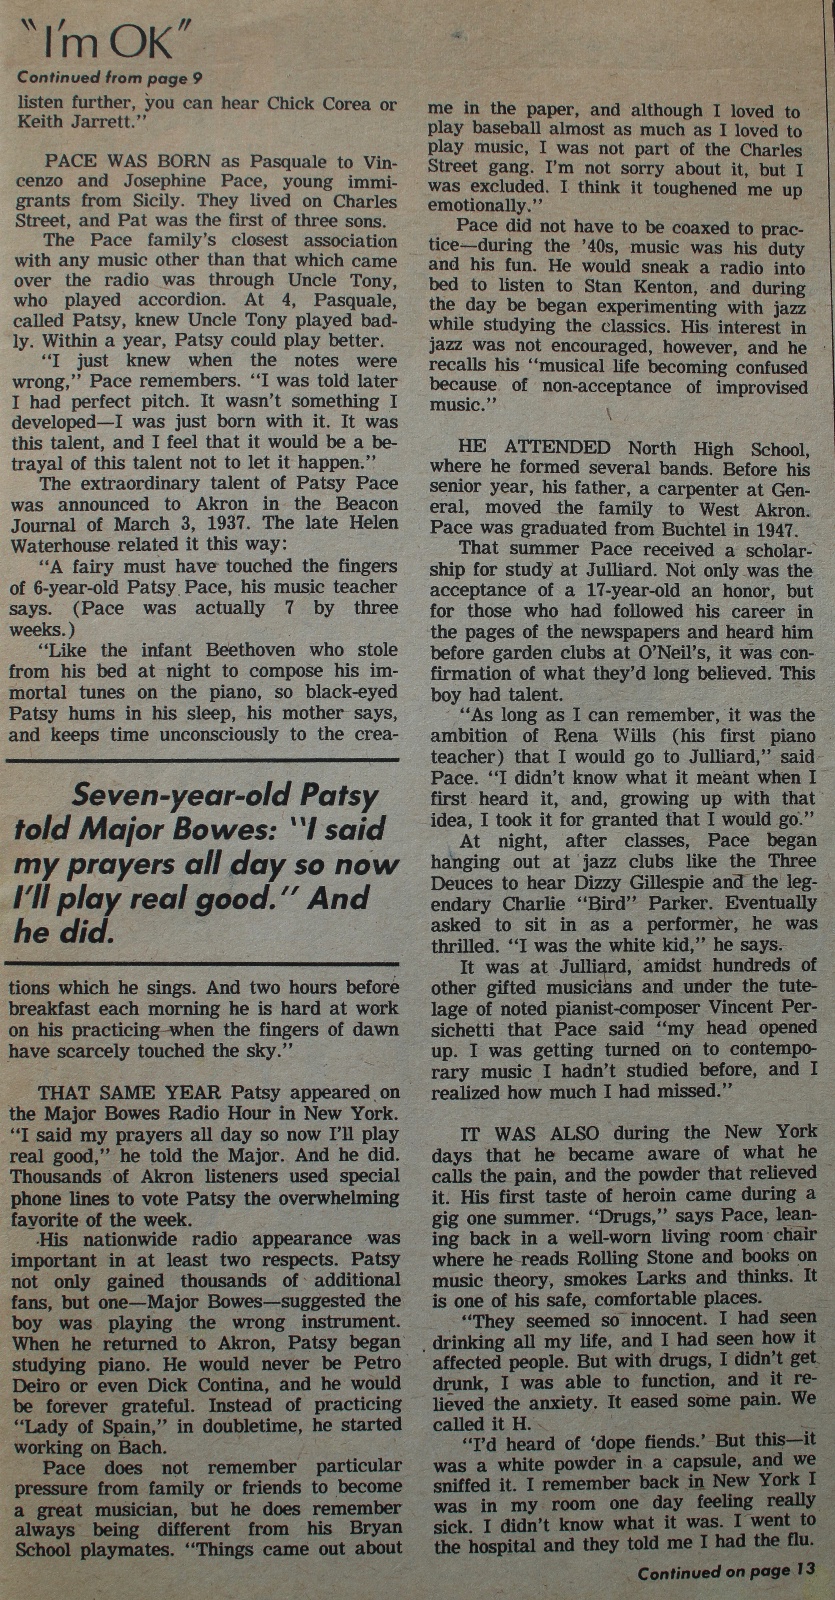 "I'm OK"
Continued from page 9
listen further, you can hear Chick Corea or
Keith Jarrett."
PACE WAS BORN as Pasquale to Vin-
cenzo and Josephine Pace, young immi-
grants from Sicily. They lived on Charles
Street, and Pat was the first of three sons.
The Pace family's closest association
with any music other than that which came
over the radio was through Uncle Tony,
who played accordion. At 4, Pasquale,
called Patsy, knew Uncle Tony played bad-
ly. Within a year, Patsy could play better.
"I just knew when the notes were
wrong," Pace remembers. "I was told later
I had perfect pitch. It wasn't something I
developed—I was just born with it. It was
this talent, and I feel that it would be a be-
trayal of this talent not to let it happen."
The extraordinary talent of Patsy Pace
was announced to Akron in the Beacon
Journal of March 3, 1937. The late Helen
Waterhouse related it this way:
"A fairy must have touched the fingers
of 6-year-old Patsy Pace, his music teacher
says. (Pace was actually 7 by three
weeks.)
"Like the infant Beethoven who stole
from his bed at night to compose his im-
mortal tunes on the piano, so black-eyed
Patsy hums in his sleep, his mother says,
and keeps time unconsciously to the crea-
Seven-year-old Patsy
told Major Bowes: "I said
my prayers all day so now
I'll play real good." And
he did.
tions which he sings. And two hours before
breakfast each morning he is hard at work
on his practicing when the fingers of dawn
have scarcely touched the sky."
THAT SAME YEAR Patsy appeared on
the Major Bowes Radio Hour in New York.
"I said my prayers all day so now I'll play
real good," he told the Major. And he did.
Thousands of Akron listeners used special
phone lines to vote Patsy the overwhelming
favorite of the week.
His nationwide radio appearance was
important in at least two respects. Patsy
not only gained thousands of additional
fans, but one—Major Bowes—suggested the
boy was playing the wrong instrument.
When he returned to Akron, Patsy began
studying piano. He would never be Petro
Deiro or even Dick Contina, and he would
be forever grateful. Instead of practicing
"Lady of Spain," in doubletime, he started
working on Bach.
Pace does not remember particular
pressure from family or friends to become
a great musician, but he does remember
always being different from his Bryan
School playmates. "Things came out about
me in the paper, and although I loved to
play baseball almost as much as I loved to
play music, I was not part of the Charles
Street gang. I'm not sorry about it, but I
was excluded. I think it toughened me up
emotionally."
Pace did not have to be coaxed to prac-
tice—during the '40s, music was his duty
and his fun. He would sneak a radio into
bed to listen to Stan Kenton, and during
the day be began experimenting with jazz
while studying the classics. His interest in
jazz was not encouraged, however, and he
recalls his "musical life becoming confused
because of non-acceptance of improvised
music."
HE ATTENDED North High School,
where he formed several bands. Before his
senior year, his father, a carpenter at Gen-
eral, moved the family to West Akron.
Pace was graduated from Buchtel in 1947.
That summer Pace received a scholar-
ship for study at Julliard. Not only was the
acceptance of a 17-year-old an honor, but
for those who had followed his career in
the pages of the newspapers and heard him
before garden clubs at O'Neil's, it was con-
firmation of what they'd long believed. This
boy had talent.
"As long as I can remember, it was the
ambition of Rena Wills (his first piano
teacher) that I would go to Julliard," said
Pace. "I didn't know what it meant when I
first heard it, and, growing up with that
idea, I took it for granted that I would go."
At night, after classes, Pace began
hanging out at jazz clubs like the Three
Deuces to hear Dizzy Gillespie and the leg-
endary Charlie "Bird" Parker. Eventually
asked to sit in as a performer, he was
thrilled. "I was the white kid," he says.
It was at Julliard, amidst hundreds of
other gifted musicians and under the tute-
lage of noted pianist-composer Vincent Per-
sichetti that Pace said "my head opened
up. I was getting turned on to contempo-
rary music I hadn't studied before, and I
realized how much I had missed."
IT WAS ALSO during the New York
days that he became aware of what he
calls the pain, and the powder that relieved
it. His first taste of heroin came during a
gig one summer. "Drugs," says Pace, lean-
ing back in a well-worn living room chair
where he reads Rolling Stone and books on
music theory, smokes Larks and thinks. It
is one of his safe, comfortable places.
"They seemed so innocent. I had seen
drinking all my life, and I had seen how it
affected people. But with drugs, I didn't get
drunk, I was able to function, and it re-
lieved the anxiety. It eased some pain. We
called it H.
"I'd heard of 'dope fiends.' But this—it
was a white powder in a capsule, and we
sniffed it. I remember back in New York I
was in my room one day feeling really
sick. I didn't know what it was. I went to
the hospital and they told me I had the flu.
Continued on page 13